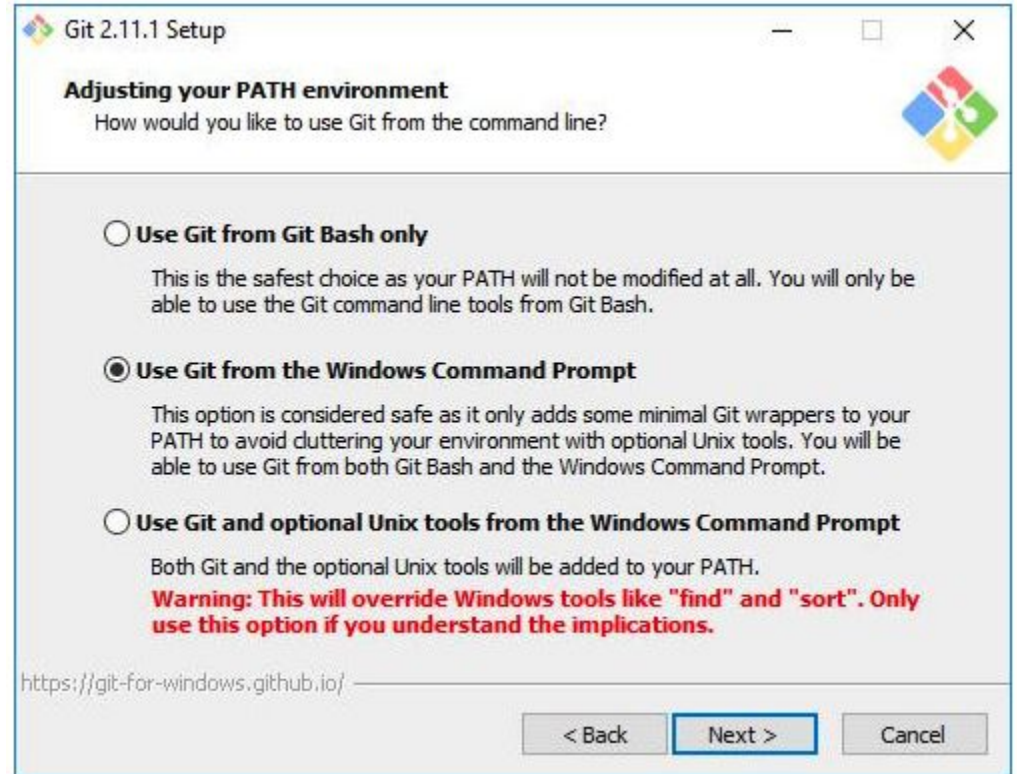 Git 2.11.1 Setup
Adjusting your PATH environment
How would you like to use Git from the command line?
Use Git from Git Bash only
This is the safest choice as your PATH will not be modified at all. You will only be
able to use the Git command line tools from Git Bash.
Use Git from the Windows Command Prompt
This option is considered safe as it only adds some minimal Git wrappers to your
PATH to avoid cluttering your environment with optional Unix tools. You will be
able to use Git from both Git Bash and the Windows Command Prompt.
Use Git and optional Unix tools from the Windows Command Prompt
Both Git and the optional Unix tools will be added to your PATH.
Warning: This will override Windows tools like "find" and "sort". Only
use this option if you understand the implications.
https://git-for-windows.github.io/
< Back Next > Cancel